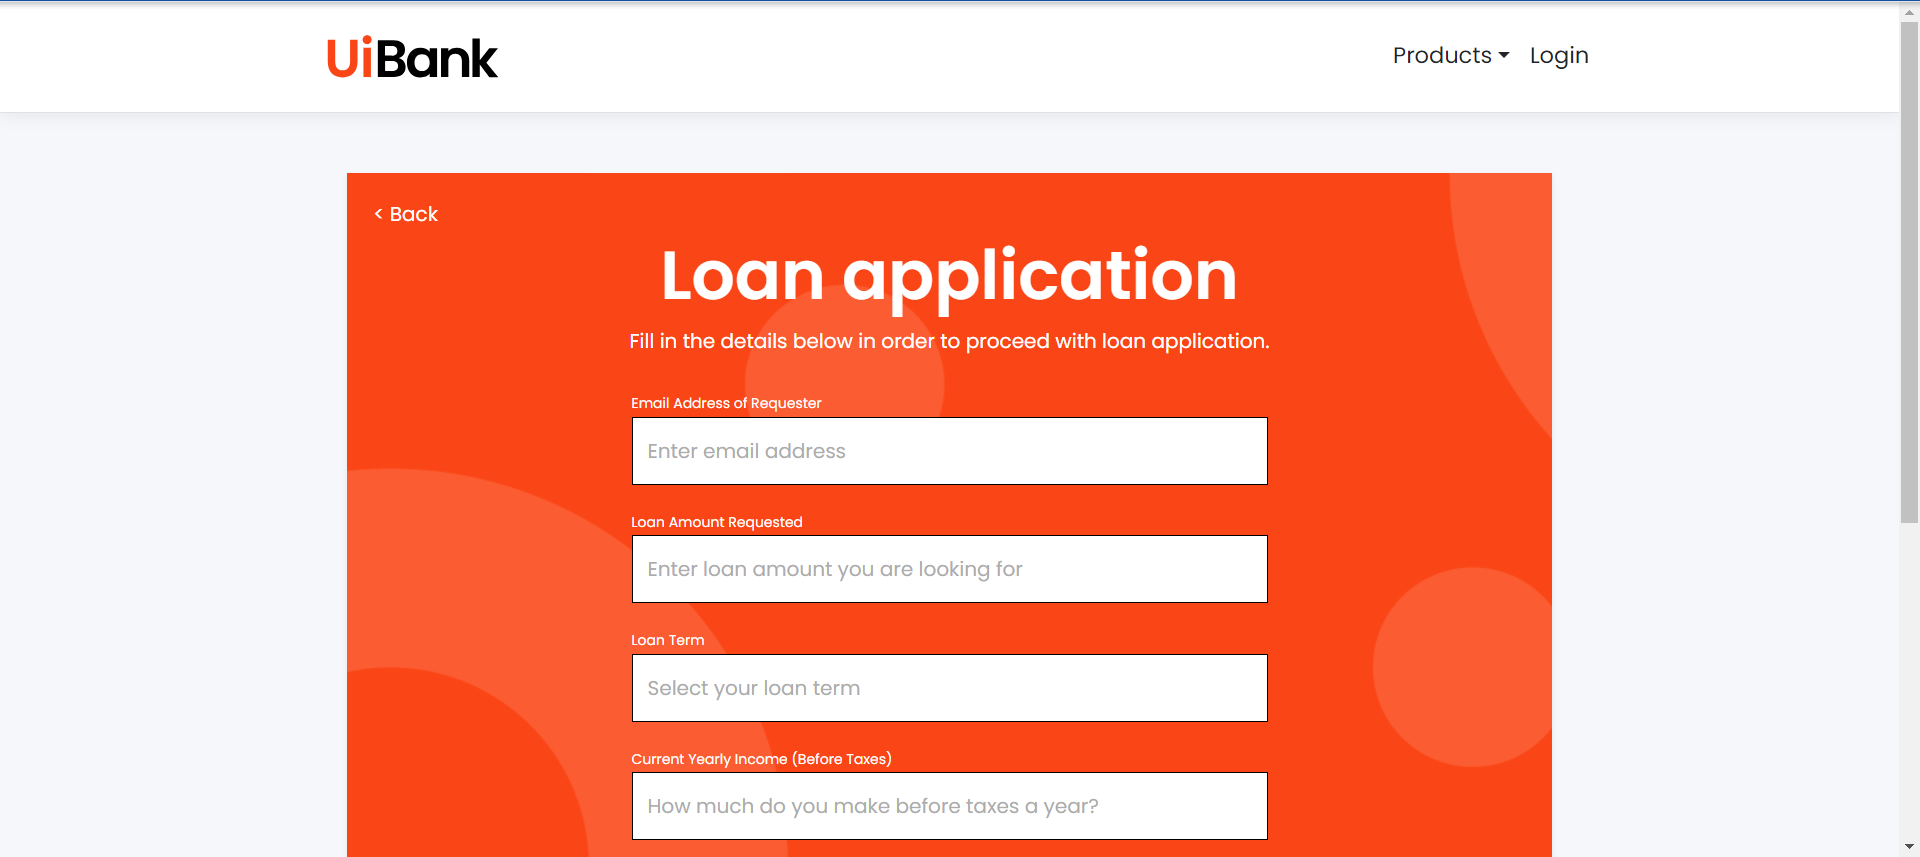 UiBank
Products
Login
< Back
Loan application
Fill in the details below in order to proceed with loan application.
Email Address of Requester
Enter email address
Loan Amount Requested
Enter loan amount you are looking for
Loan Term
Select your loan term
Current Yearly Income (Before Taxes)
How much do you make before taxes a year?